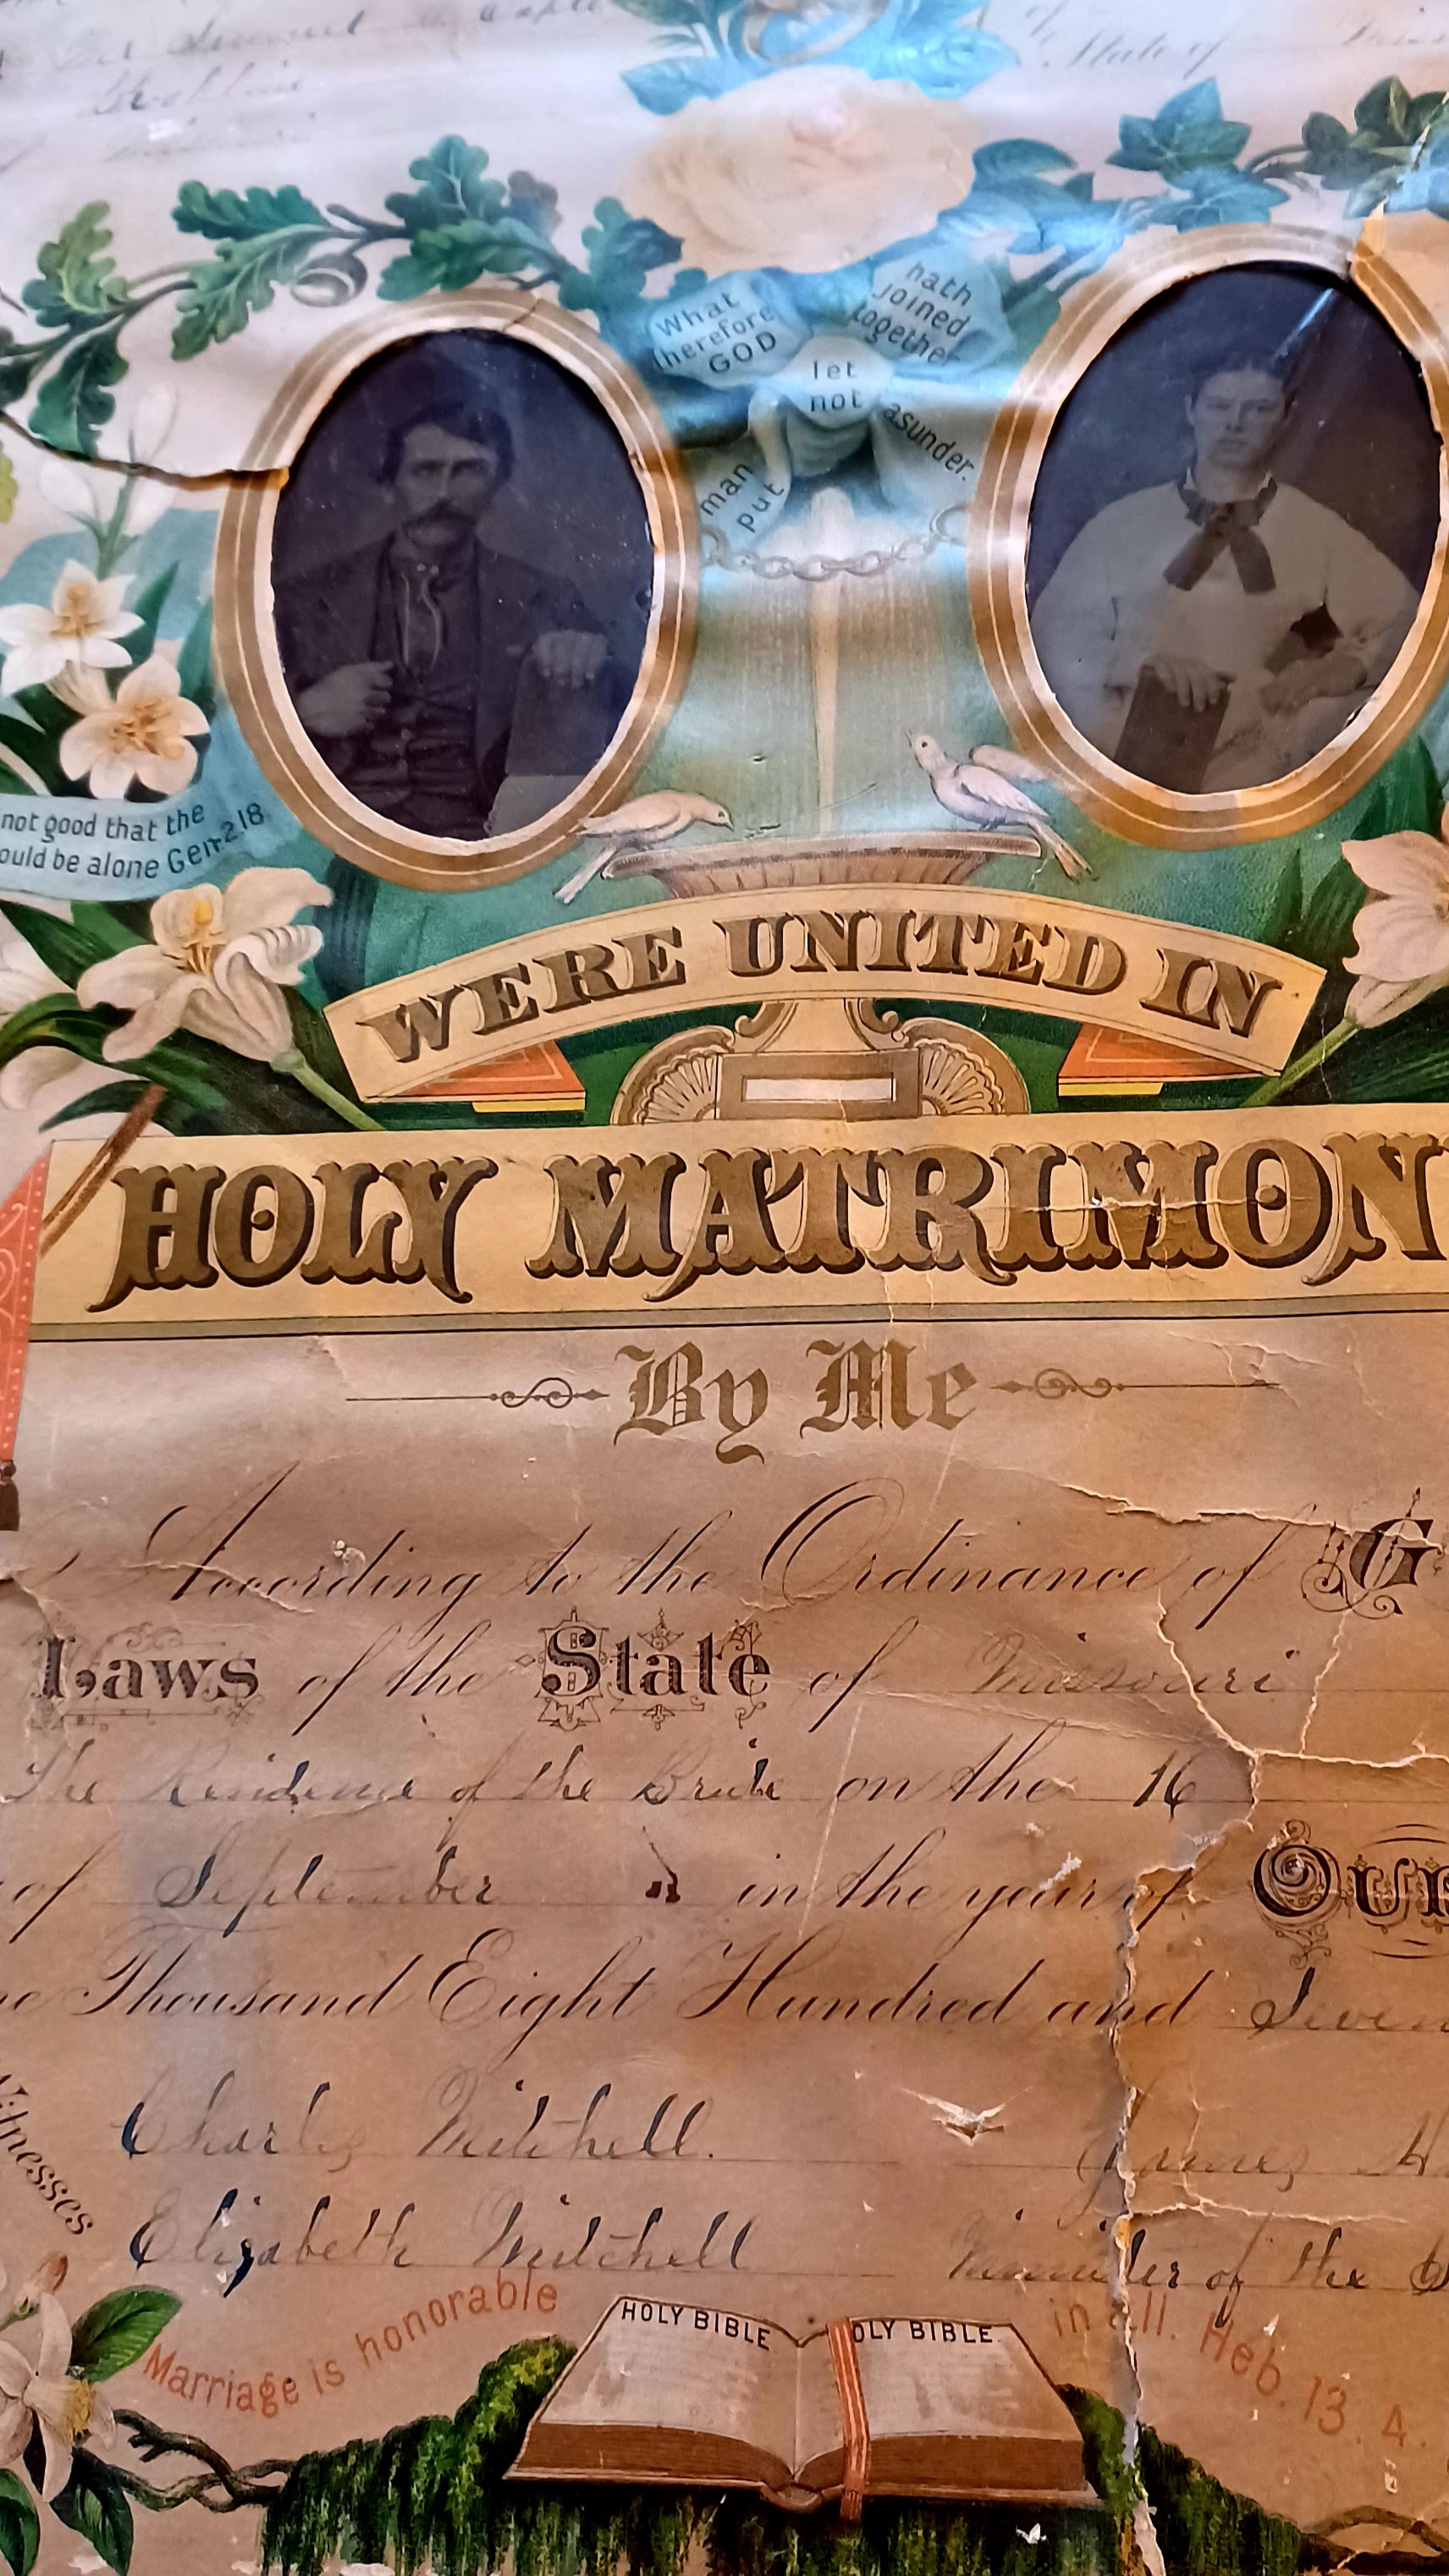 State of
What therefore GOD
hath joined together
let not
man put
asunder.
not good that the
ould be alone Gen 2 18
WERE UNITED IN
HOLY MATRIMON
By Me
According to the Ordinance of G
Laws of the State of Missouri
The Residence of the Bride on the 16
of September in the year of Our
ne Thousand Eight Hundred and Seven
Witnesses
Charles Mitchell. James H
Elizabeth Mitchell Minister of the G
HOLY BIBLE OLY BIBLE
Marriage is honorable in all. Heb. 13. 4.